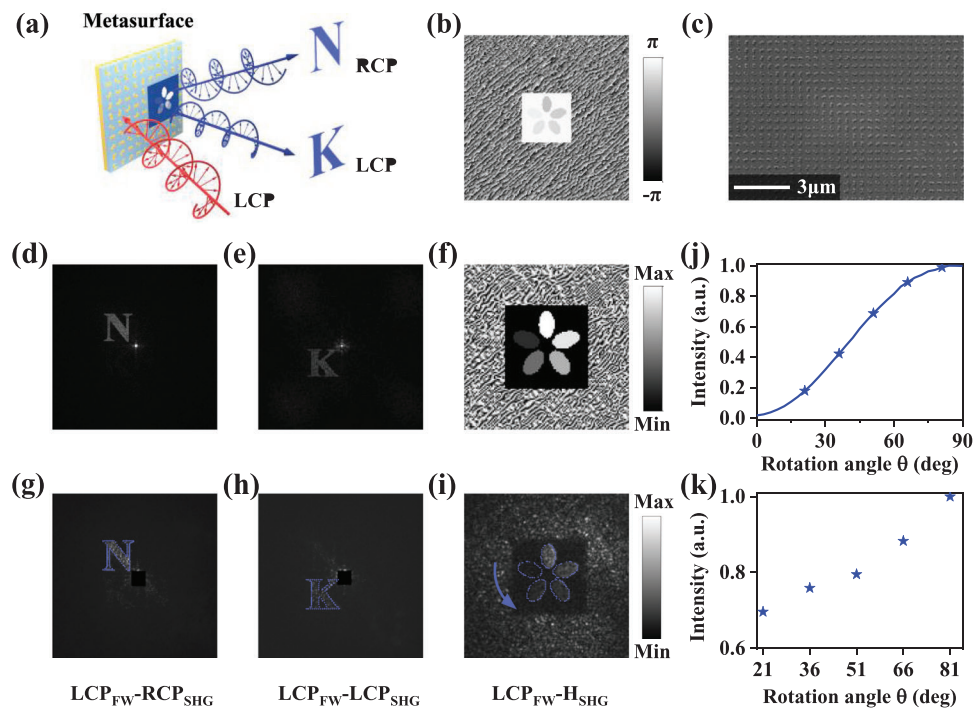 (a)
Metasurface
N
RCP
K
LCP
LCP
(b)
π
-π
(c)
3μm
(d)
N
(e)
K
(f)
Max
Min
(j)
Intensity (a.u.)
1.0
0.8
0.6
0.4
0.2
0.0
0 30 60 90
Rotation angle θ (deg)
(g)
N
(h)
K
(i)
Max
Min
(k)
Intensity (a.u.)
1.0
0.8
0.6
21 36 51 66 81
Rotation angle θ (deg)
LCPFW-RCPSHG
LCPFW-LCPSHG
LCPFW-HSHG